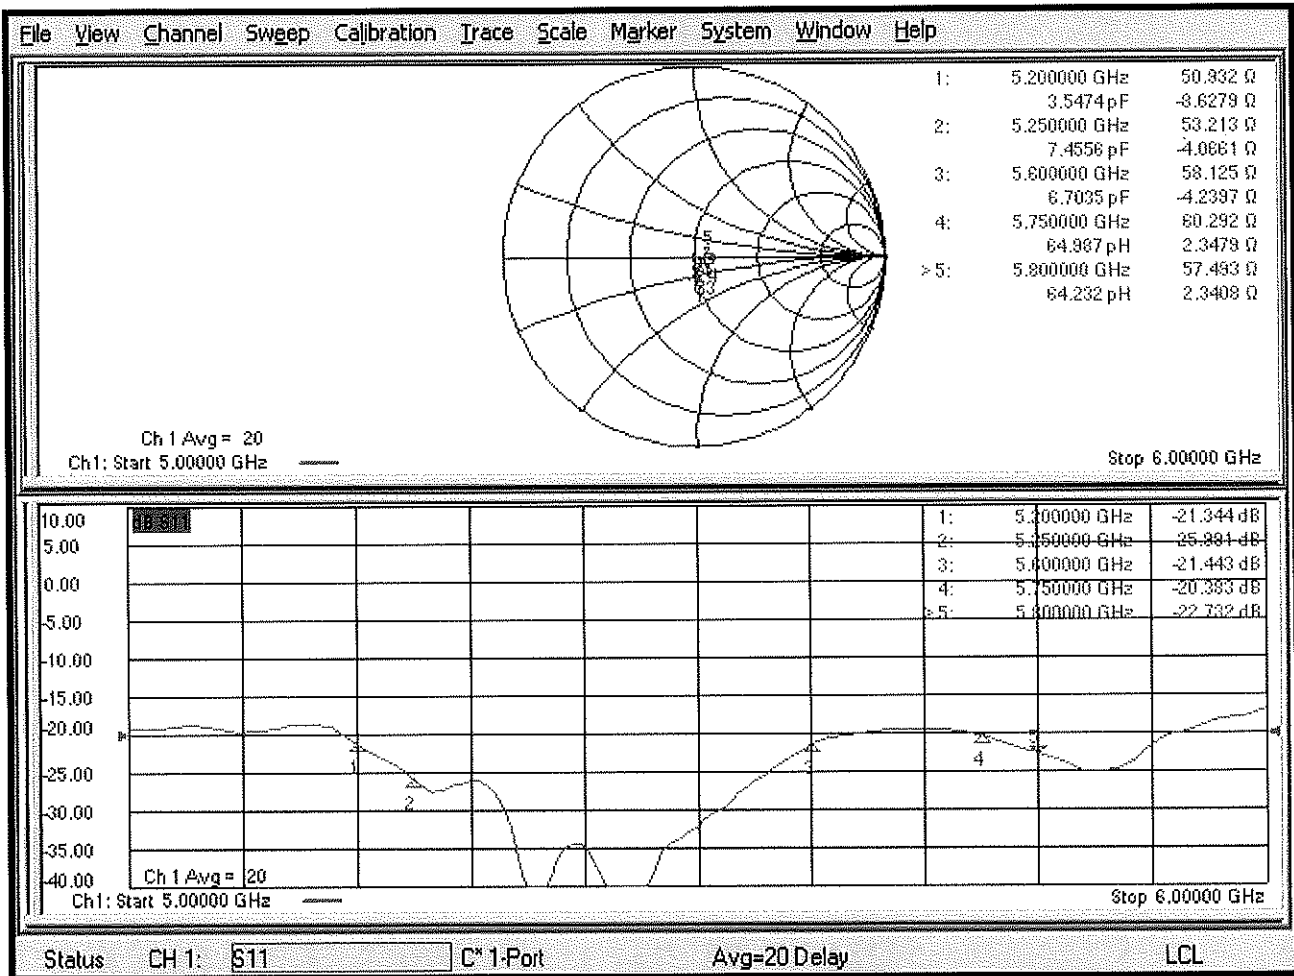 File View Channel Sweep Calibration Trace Scale Marker System Window Help
1: 5.200000 GHz 50.932 Ω
3.5474 pF -8.6279 Ω
2: 5.250000 GHz 53.213 Ω
7.4556 pF -4.0661 Ω
3: 5.600000 GHz 58.125 Ω
6.7035 pF -4.2397 Ω
4: 5.750000 GHz 60.292 Ω
64.987 pH 2.3479 Ω
>5: 5.800000 GHz 57.493 Ω
64.232 pH 2.3408 Ω
5
Ch 1 Avg = 20
Ch1: Start 5.00000 GHz
Stop 6.00000 GHz
10.00 dB S11
5.00
0.00
-5.00
-10.00
-15.00
-20.00
-25.00
-30.00
-35.00
-40.00
1: 5.200000 GHz -21.344 dB
2: 5.250000 GHz -25.991 dB
3: 5.600000 GHz -21.443 dB
4: 5.750000 GHz -20.383 dB
>5: 5.800000 GHz -22.732 dB
1
2
3
4
Ch 1 Avg = 20
Ch1: Start 5.00000 GHz
Stop 6.00000 GHz
Status CH 1: S11 C* 1-Port Avg=20 Delay LCL